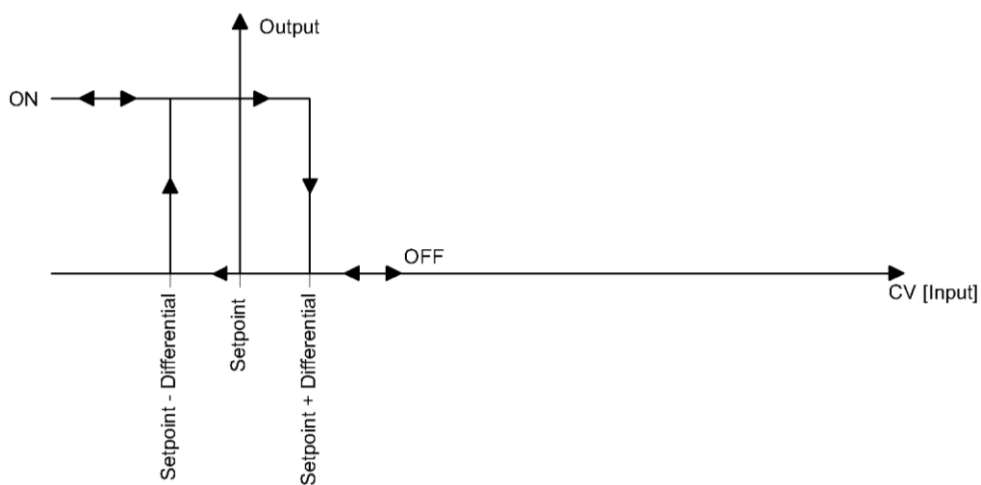 Output
ON
OFF
CV [Input]
Setpoint - Differential
Setpoint
Setpoint + Differential